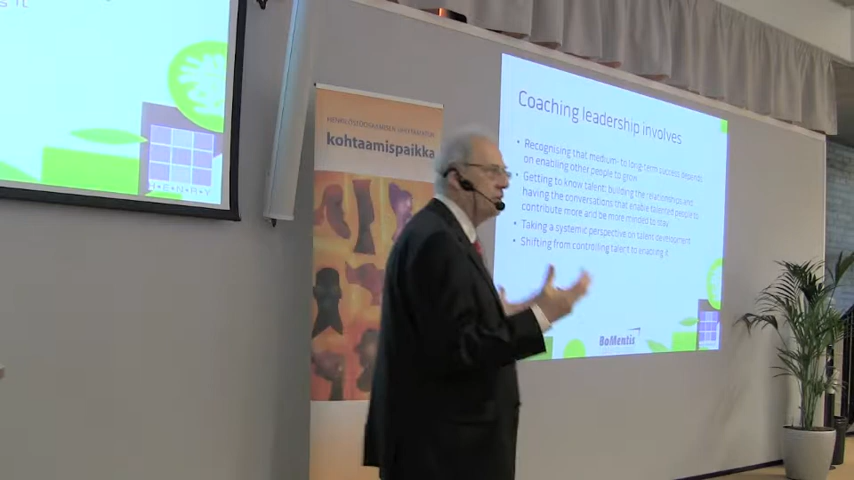 g it
H•E•N•R•Y
kohtaamispaikka
Coaching leadership involves
• Recognising that medium- to long-term success depends
on enabling other people to grow
• Getting to know talent, building the relationships and
having the conversations that enable talented people to
contribute more and be more minded to stay
• Taking a systemic perspective on talent development
• Shifting from controlling talent to enabling it
BoMentis